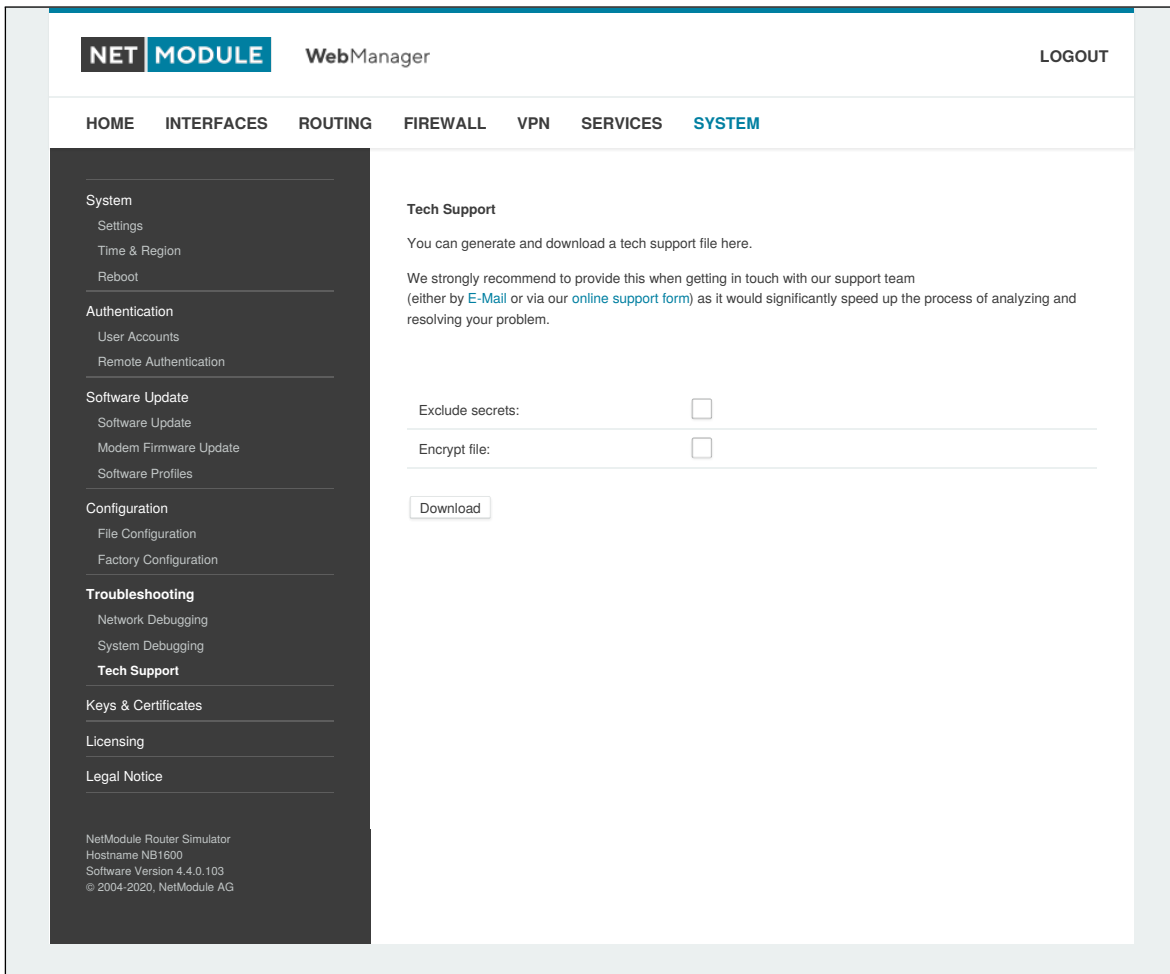 NET MODULE WebManager LOGOUT
HOME INTERFACES ROUTING FIREWALL VPN SERVICES SYSTEM
System
Settings
Time & Region
Reboot
Authentication
User Accounts
Remote Authentication
Software Update
Software Update
Modem Firmware Update
Software Profiles
Configuration
File Configuration
Factory Configuration
Troubleshooting
Network Debugging
System Debugging
Tech Support
Keys & Certificates
Licensing
Legal Notice
NetModule Router Simulator
Hostname NB1600
Software Version 4.4.0.103
© 2004-2020, NetModule AG
Tech Support
You can generate and download a tech support file here.
We strongly recommend to provide this when getting in touch with our support team
(either by E-Mail or via our online support form) as it would significantly speed up the process of analyzing and
resolving your problem.
Exclude secrets:
Encrypt file:
Download